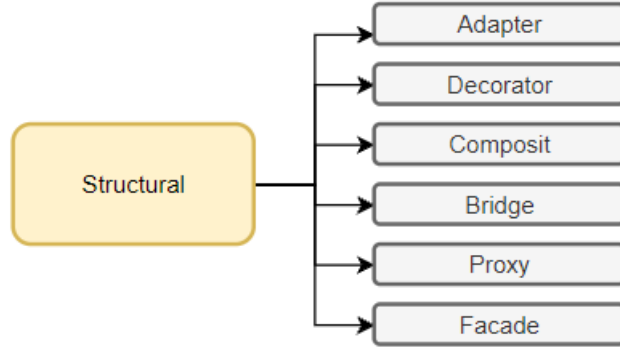 Structural
Adapter
Decorator
Composit
Bridge
Proxy
Facade